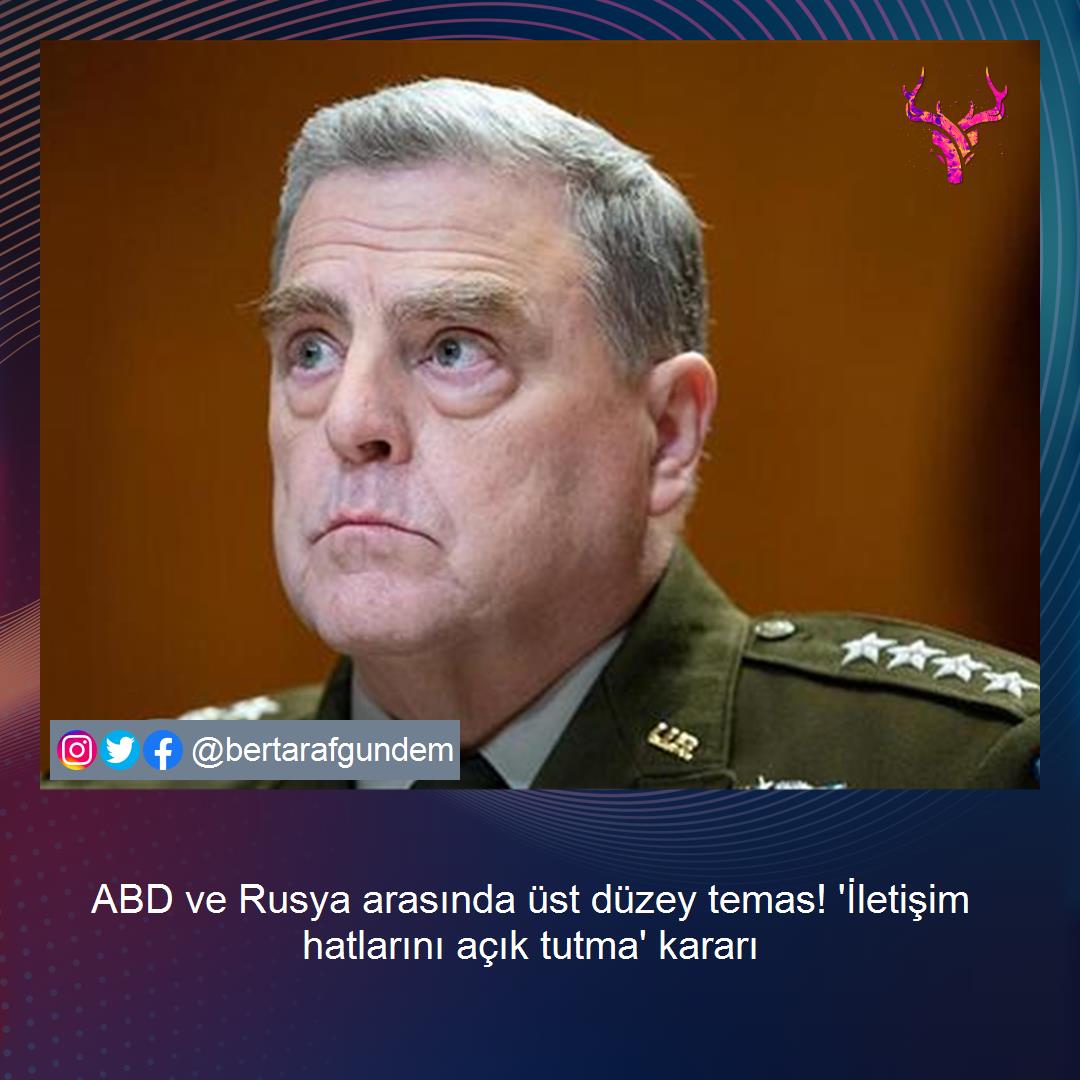 U.S.
@bertarafgundem
ABD ve Rusya arasında üst düzey temas! 'İletişim
hatlarını açık tutma' kararı